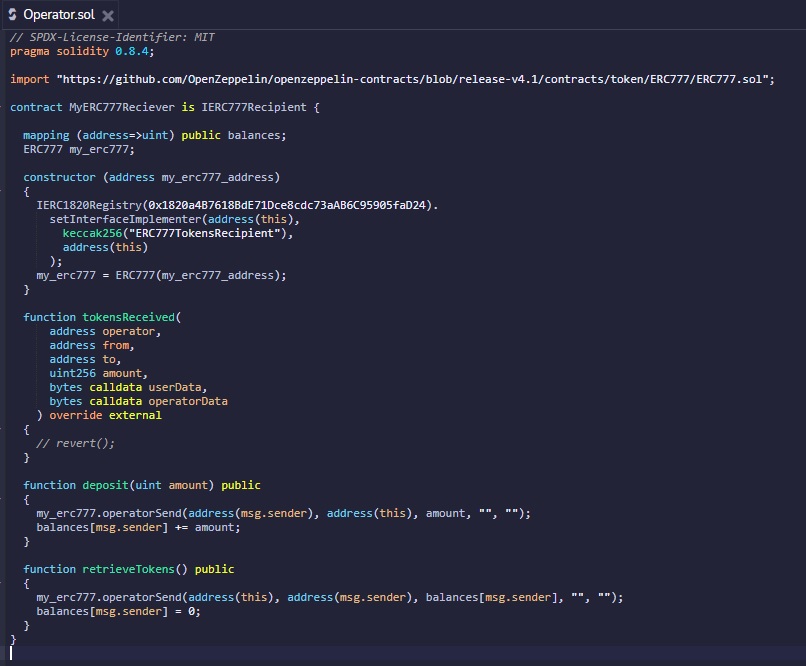 Operator.sol
// SPDX-License-Identifier: MIT
pragma solidity 0.8.4;
import "https://github.com/OpenZeppelin/openzeppelin-contracts/blob/release-v4.1/contracts/token/ERC777/ERC777.sol";
contract MyERC777Reciever is IERC777Recipient {
mapping (address=>uint) public balances;
ERC777 my_erc777;
constructor (address my_erc777_address)
{
IERC1820Registry(0x1820a4B7618BdE71Dce8cdc73aAB6C95905faD24).
setInterfaceImplementer(address(this),
keccak256("ERC777TokensRecipient"),
address(this)
);
my_erc777 = ERC777(my_erc777_address);
}
function tokensReceived(
address operator,
address from,
address to,
uint256 amount,
bytes calldata userData,
bytes calldata operatorData
) override external
{
// revert();
}
function deposit(uint amount) public
{
my_erc777.operatorSend(address(msg.sender), address(this), amount, "", "");
balances[msg.sender] += amount;
}
function retrieveTokens() public
{
my_erc777.operatorSend(address(this), address(msg.sender), balances[msg.sender], "", "");
balances[msg.sender] = 0;
}
}